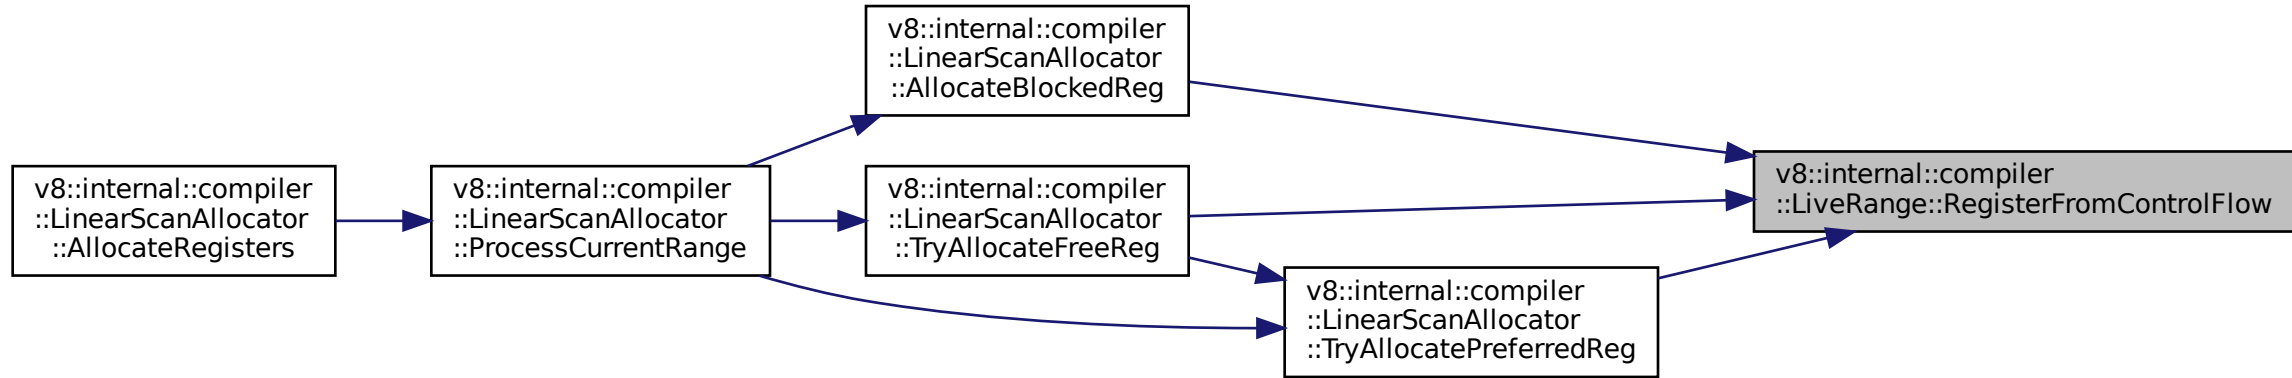 v8::internal::compiler
::LinearScanAllocator
::AllocateBlockedReg
v8::internal::compiler
::LinearScanAllocator
::AllocateRegisters
v8::internal::compiler
::LinearScanAllocator
::ProcessCurrentRange
v8::internal::compiler
::LinearScanAllocator
::TryAllocateFreeReg
v8::internal::compiler
::LinearScanAllocator
::TryAllocatePreferredReg
v8::internal::compiler
::LiveRange::RegisterFromControlFlow